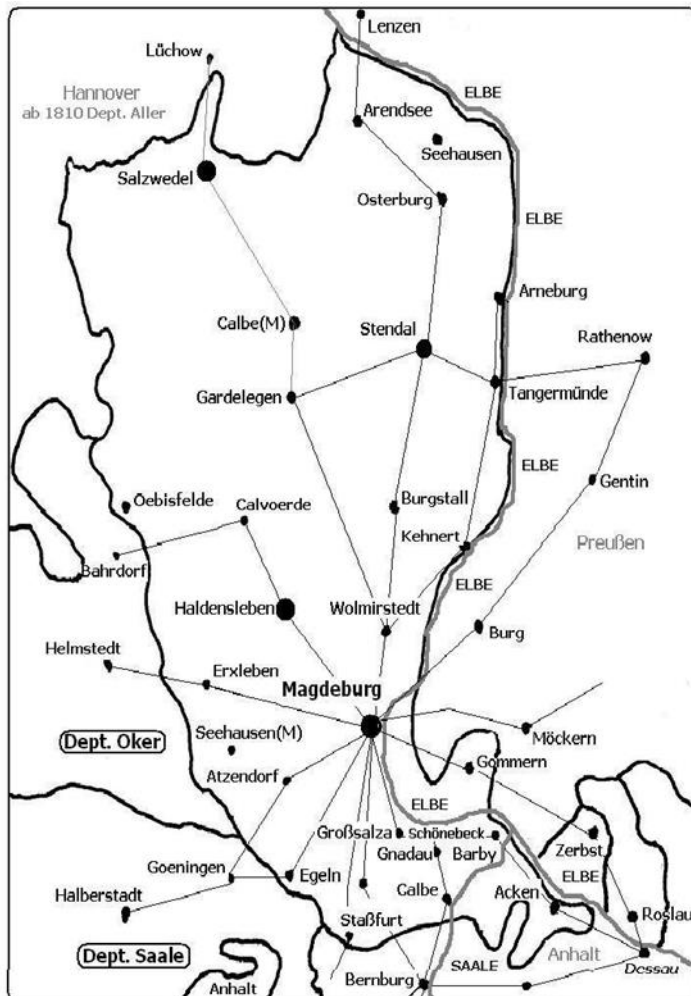 Lenzen
Lüchow
Hannover
ab 1810 Dept. Aller
ELBE
Arendsee
Seehausen
Salzwedel
Osterburg
ELBE
Arneburg
Calbe(M)
Stendal
Rathenow
Gardelegen
Tangermünde
ELBE
Gentin
Oebisfelde
Calvoerde
Burgstall
Kehnert
Preußen
Bahrdorf
ELBE
Haldensleben
Wolmirstedt
Burg
Helmstedt
Erxleben
Magdeburg
Dept. Oker
Seehausen(M)
Möckern
Atzendorf
Gommern
ELBE
Großsalza
Schönebeck
Gnadau
Barby
Zerbst
Goeningen
Egeln
ELBE
Halberstadt
Calbe
Acken
Roslau
Staßfurt
Dept. Saale
Anhalt
SAALE
Dessau
Anhalt
Bernburg